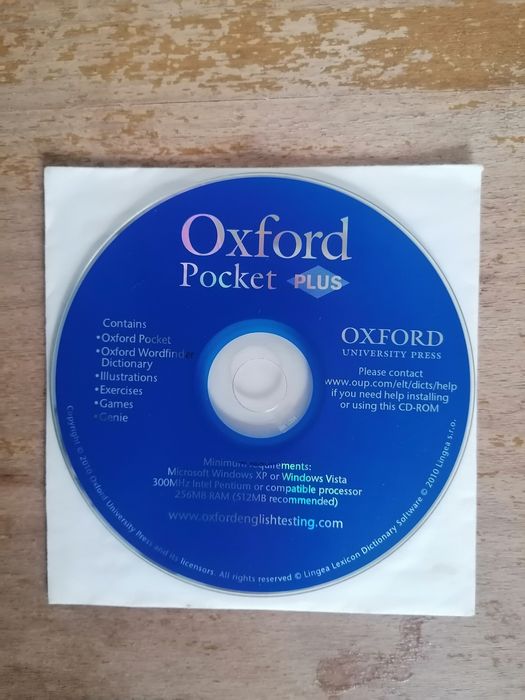 Oxford
Pocket PLUS
Contains
•Oxford Pocket
•Oxford Wordfinder
Dictionary
•Illustrations
•Exercises
•Games
•Genie
OXFORD
UNIVERSITY PRESS
Please contact
www.oup.com/elt/dicts/help
if you need help installing
or using this CD-ROM
Minimum requirements:
Microsoft Windows XP or Windows Vista
300MHz Intel Pentium or compatible processor
256MB RAM (512MB recommended)
www.oxfordenglishtesting.com
Copyright © 2010 Oxford University Press and its licensors. All rights reserved © Lingea Lexicon Dictionary Software © 2010 Lingea s.r.o.